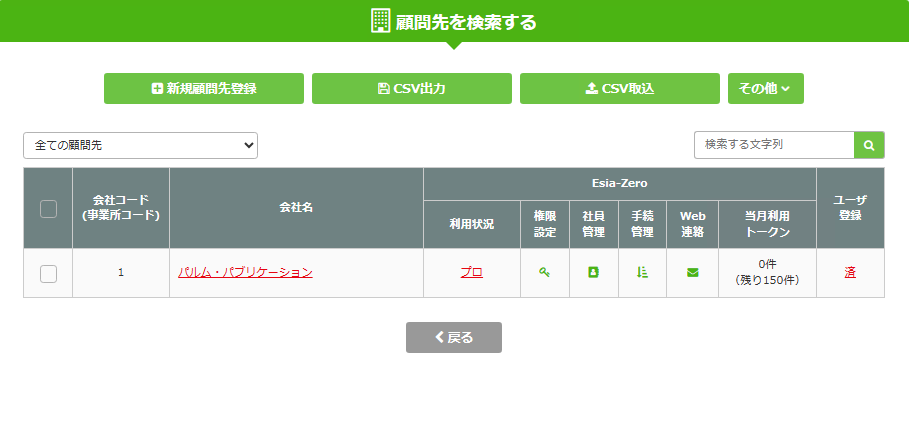 顧問先を検索する
新規顧問先登録 CSV出力 CSV取込 その他
全ての顧問先 検索する文字列
会社コード
(事業所コード)
会社名
Esia-Zero
利用状況
権限
設定
社員
管理
手続
管理
Web
連絡
当月利用
トークン
ユーザ
登録
1 パルム・パブリケーション プロ 0件
(残り150件)
済
戻る